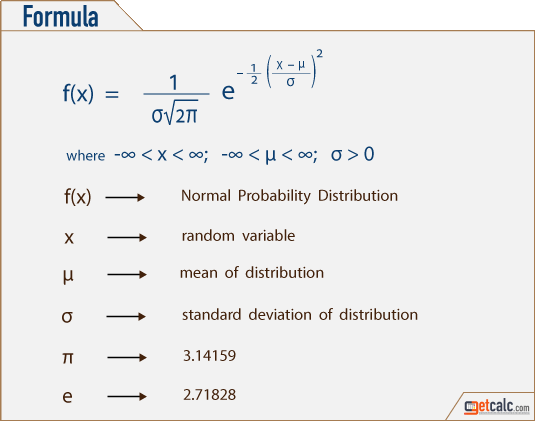 Formula
f(x) = 1 / σ√2π e^-1/2 (x − μ / σ)^2
where -∞ < x < ∞; -∞ < μ < ∞; σ > 0
f(x) → Normal Probability Distribution
x → random variable
μ → mean of distribution
σ → standard deviation of distribution
π → 3.14159
e → 2.71828
getcalc.com